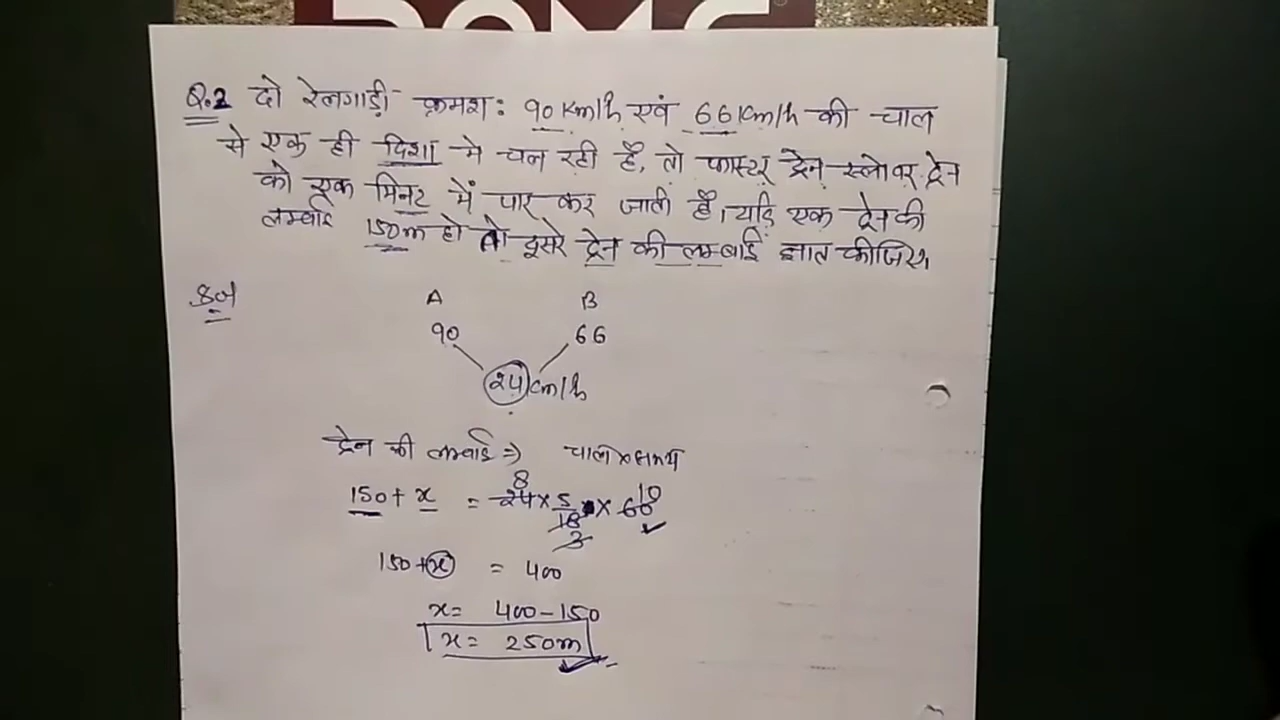 Q.2 दो रेलगाड़ी क्रमश: 90 Km/h एवं 66 Km/h की चाल
से एक ही दिशा मे चल रही है, तो फास्टर ट्रेन स्लोवर ट्रेन
को एक मिनट में पार कर जाती है। यदि एक ट्रेन की
लम्बाई 150m हो तो दूसरे ट्रेन की लम्बाई ज्ञात कीजिए।
Sol
A B
90 66
24 km/h
ट्रेन की लम्बाई ⇒ चाल × समय
8 10
150 + x = 24 × 5/18 × 60
3
150 + x = 400
x = 400 - 150
x = 250m